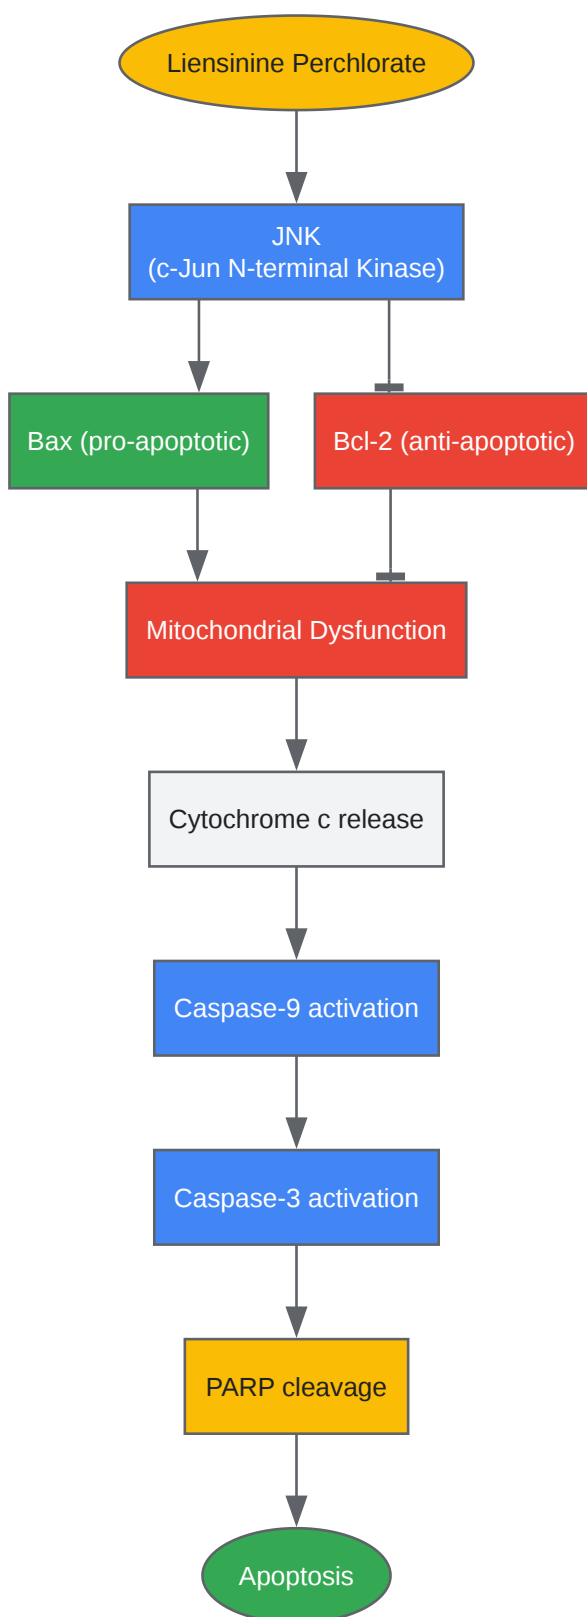 Liensinine Perchlorate
JNK
(c-Jun N-terminal Kinase)
Bax (pro-apoptotic)
Bcl-2 (anti-apoptotic)
Mitochondrial Dysfunction
Cytochrome c release
Caspase-9 activation
Caspase-3 activation
PARP cleavage
Apoptosis